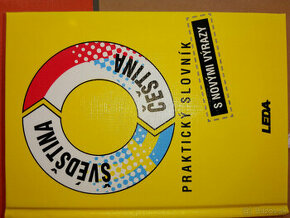 ŠVÉDŠTINA
ČEŠTINA
PRAKTICKÝ SLOVNÍK
S NOVÝMI VÝRAZY
LEDA